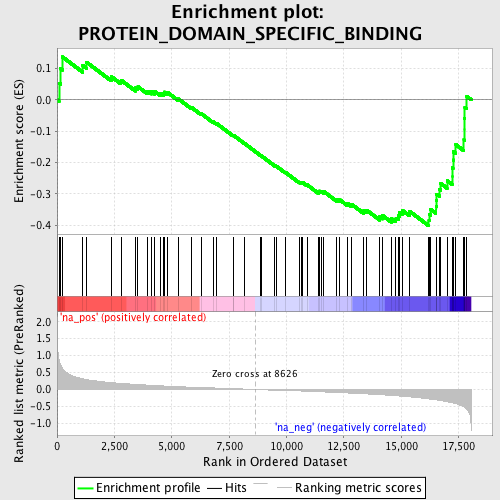 Enrichment plot:
PROTEIN_DOMAIN_SPECIFIC_BINDING
Enrichment score (ES)
0.1
0.0
-0.1
-0.2
-0.3
-0.4
'na_pos' (positively correlated)
Ranked list metric (PreRanked)
2.0
1.5
1.0
0.5
0.0
-0.5
-1.0
Zero cross at 8626
'na_neg' (negatively correlated)
0
2,500
5,000
7,500
10,000
12,500
15,000
17,500
Rank in Ordered Dataset
Enrichment profile
Hits
Ranking metric scores